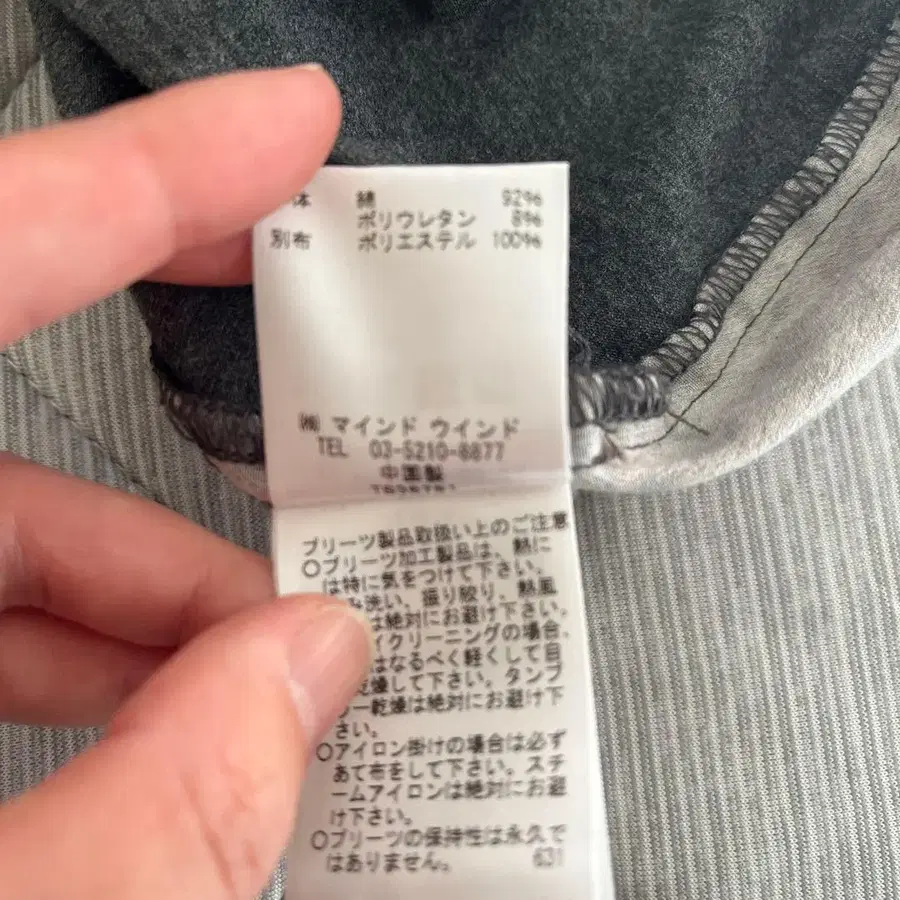 体 綿 92%
ポリウレタン 8%
別布 ポリエステル 100%
㈱ マインド ウインド
TEL 03-5210-8877
中国製
プリーツ製品取扱い上のご注意
○プリーツ加工製品は、熱に
は特に気をつけて下さい。
み洗い、振り絞り、熱風
は絶対にお避け下さい。
イクリーニングの場合、
はなるべく軽くして自
乾燥して下さい。タンブ
ー乾燥は絶対にお避け下
さい。
○アイロン掛けの場合は必ず
あて布をして下さい。スチ
ームアイロンは絶対にお避
け下さい。
○プリーツの保持性は永久で
はありません。 631